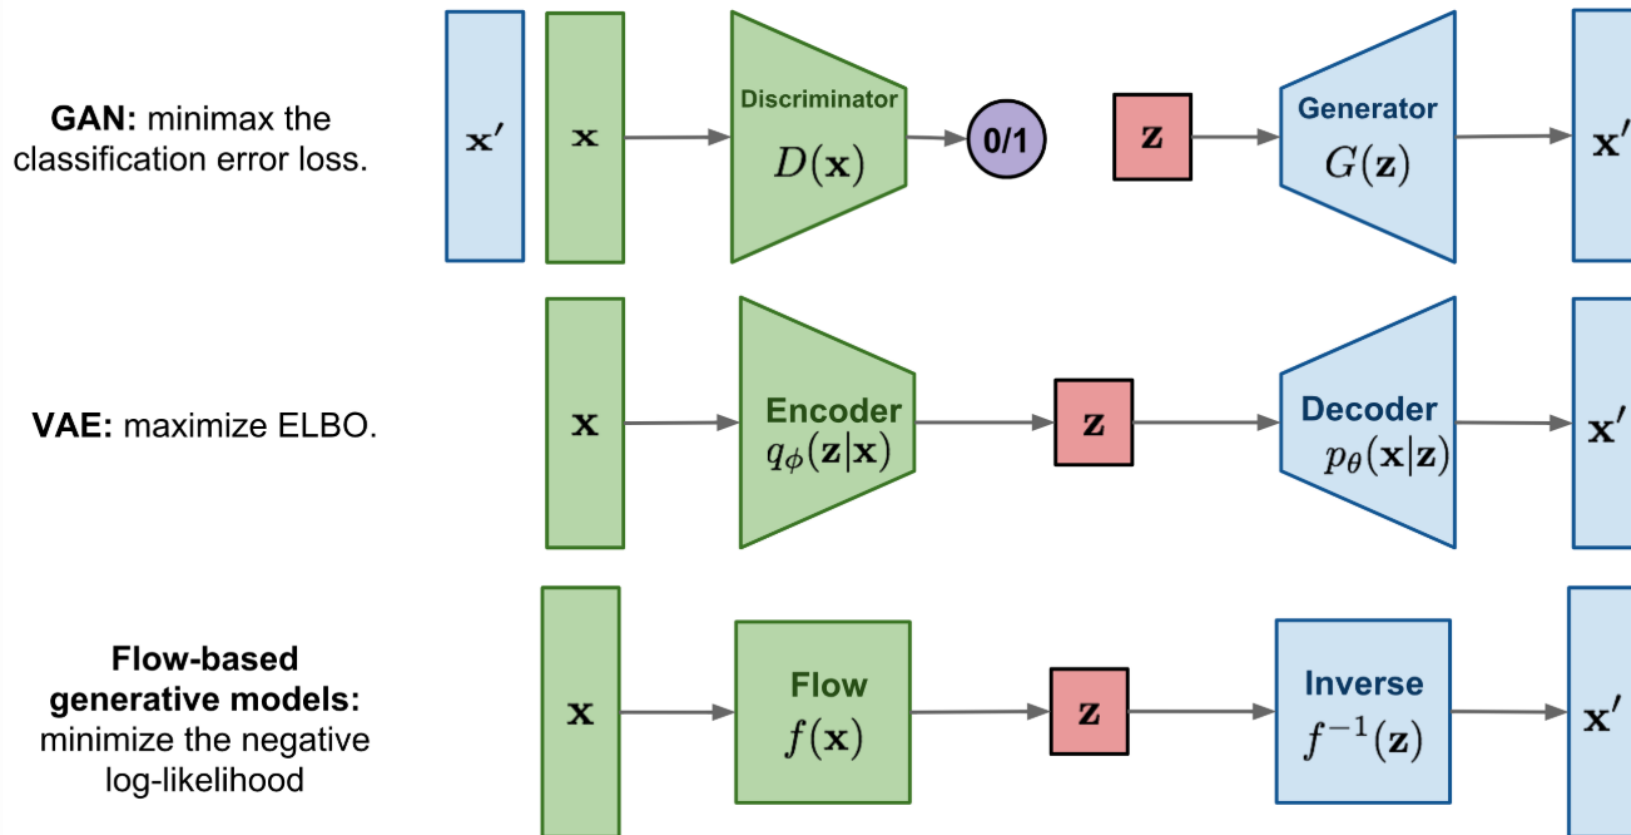 GAN: minimax the
classification error loss.
x′
x
Discriminator
D(x)
0/1
z
Generator
G(z)
x′
VAE: maximize ELBO.
x
Encoder
qϕ(z|x)
z
Decoder
pθ(x|z)
x′
Flow-based
generative models:
minimize the negative
log-likelihood
x
Flow
f(x)
z
Inverse
f⁻¹(z)
x′